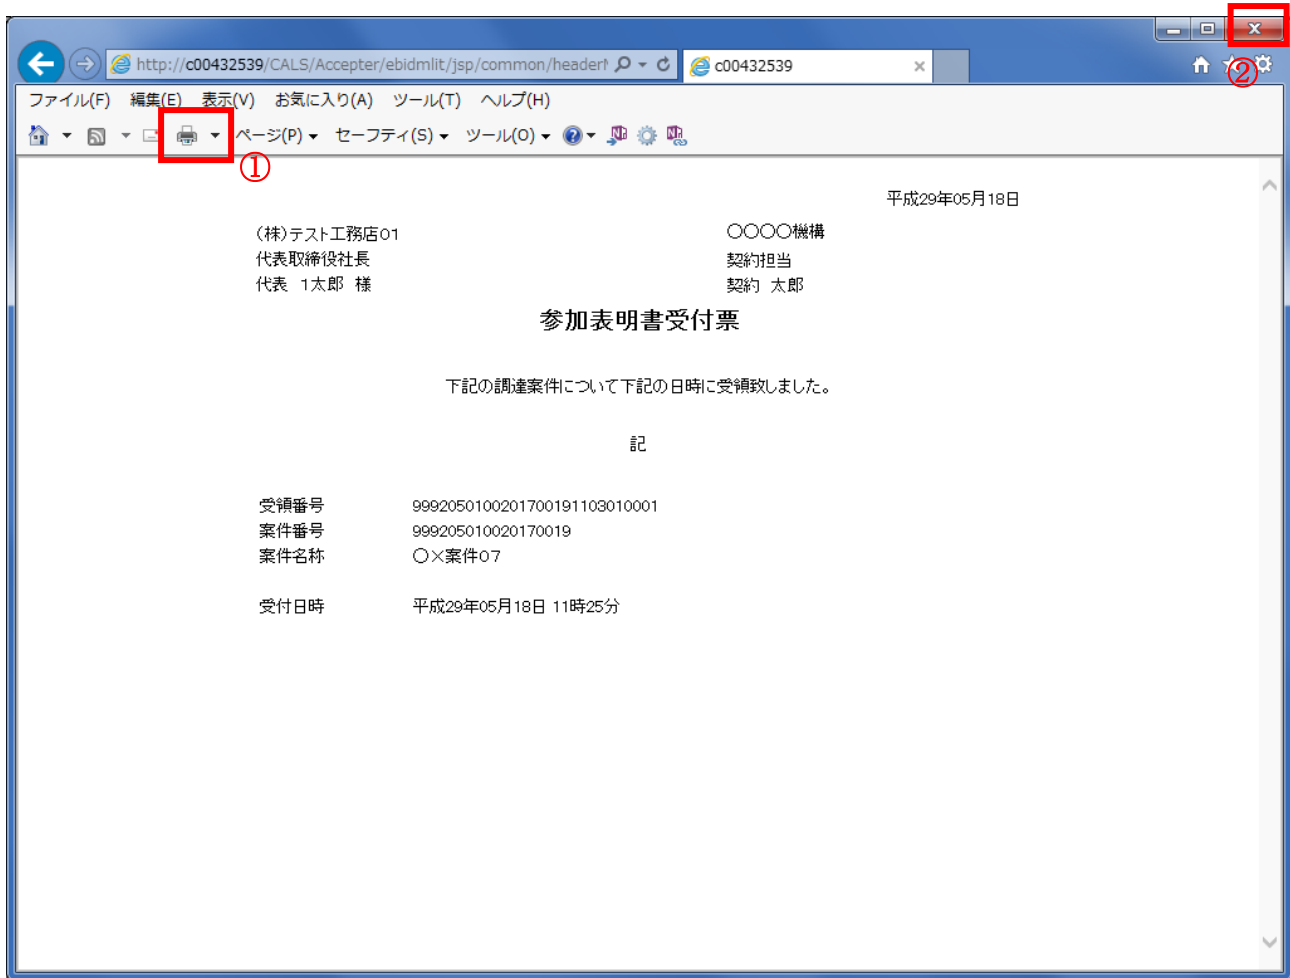 http://c00432539/CALS/Accepter/ebidmlit/jsp/common/header
c00432539
②
ファイル(F) 編集(E) 表示(V) お気に入り(A) ツール(T) ヘルプ(H)
ページ(P) セーフティ(S) ツール(O)
①
平成29年05月18日
(株)テスト工務店01
〇〇〇〇機構
代表取締役社長
契約担当
代表 1太郎 様
契約 太郎
参加表明書受付票
下記の調達案件について下記の日時に受領致しました。
記
受領番号 99920501002017001911030​10001
案件番号 999205010020170019
案件名称 〇×案件07
受付日時 平成29年05月18日 11時25分